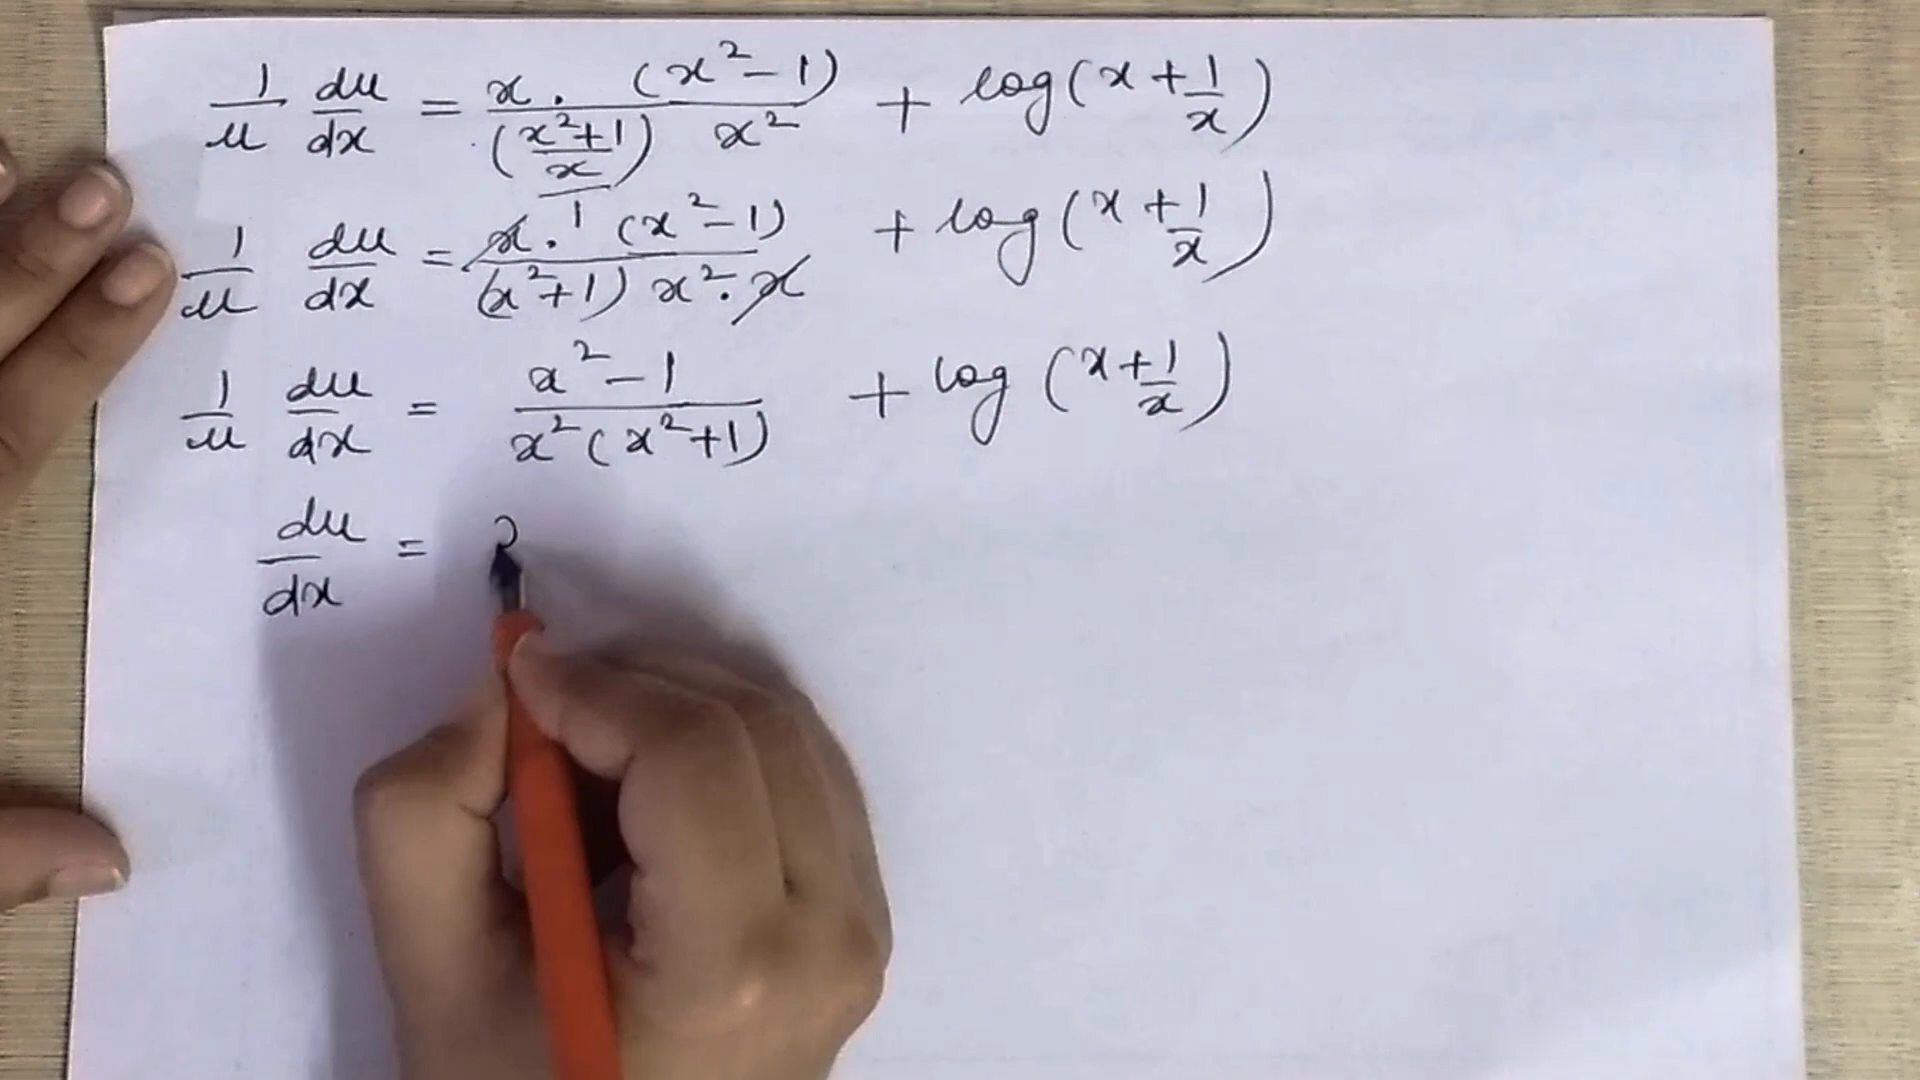 1/u du/dx = x . (x² - 1) / ((x² + 1)/x) x² + log(x + 1/x)
1/u du/dx = x . 1 (x² - 1) / (x² + 1) x² . x + log(x + 1/x)
1/u du/dx = x² - 1 / x² (x² + 1) + log(x + 1/x)
du/dx =